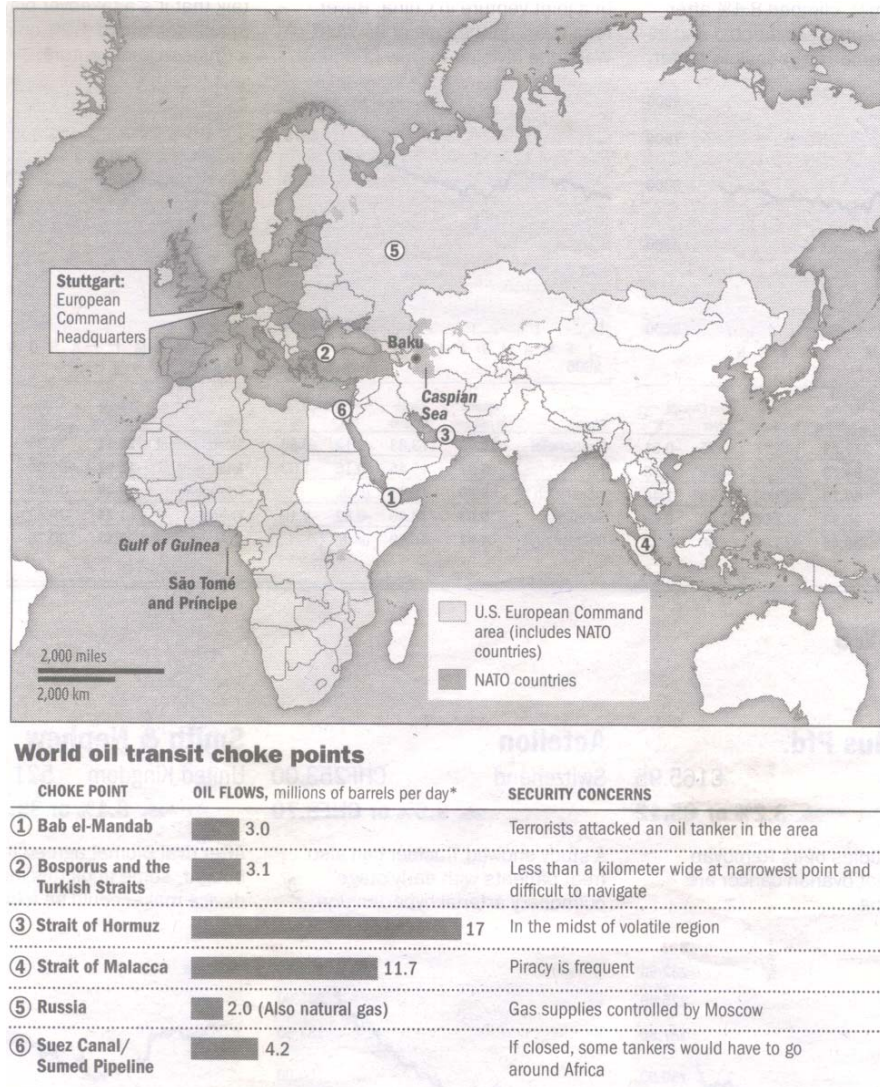 Stuttgart:
European
Command
headquarters
Baku
Caspian
Sea
Gulf of Guinea
São Tomé
and Príncipe
2,000 miles
2,000 km
U.S. European Command
area (includes NATO
countries)
NATO countries
World oil transit choke points
CHOKE POINT OIL FLOWS, millions of barrels per day* SECURITY CONCERNS
1 Bab el-Mandab 3.0 Terrorists attacked an oil tanker in the area
2 Bosporus and the
Turkish Straits 3.1 Less than a kilometer wide at narrowest point and
difficult to navigate
3 Strait of Hormuz 17 In the midst of volatile region
4 Strait of Malacca 11.7 Piracy is frequent
5 Russia 2.0 (Also natural gas) Gas supplies controlled by Moscow
6 Suez Canal/
Sumed Pipeline 4.2 If closed, some tankers would have to go
around Africa